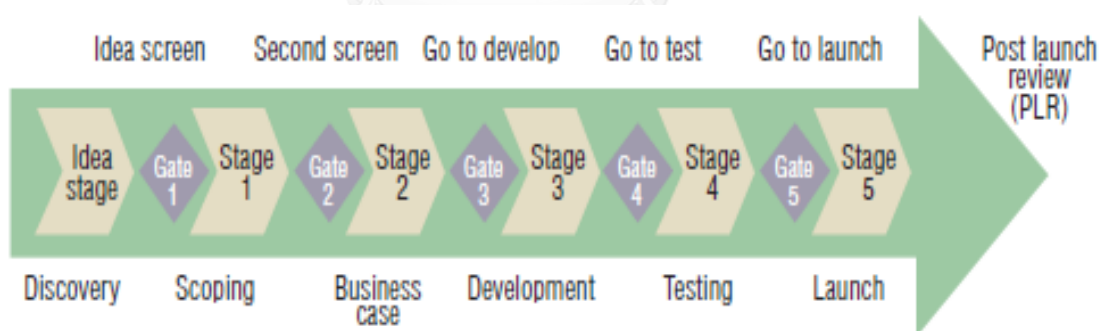 Idea screen
Second screen
Go to develop
Go to test
Go to launch
Post launch
review
(PLR)
Idea
stage
Gate
1
Stage
1
Gate
2
Stage
2
Gate
3
Stage
3
Gate
4
Stage
4
Gate
5
Stage
5
Discovery
Scoping
Business
case
Development
Testing
Launch